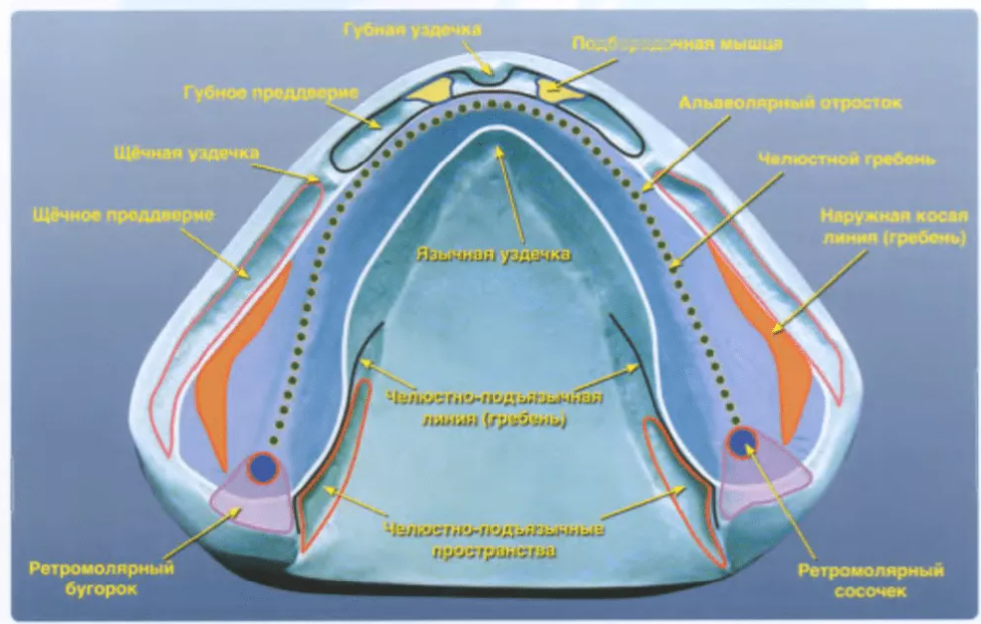 Губная уздечка
Подбородочная мышца
Губное преддверие
Альвеолярный отросток
Щёчная уздечка
Челюстной гребень
Щёчное преддверие
Наружная косая
линия (гребень)
Язычная уздечка
Челюстно-подъязычная
линия (гребень)
Челюстно-подъязычные
пространства
Ретромолярный
бугорок
Ретромолярный
сосочек